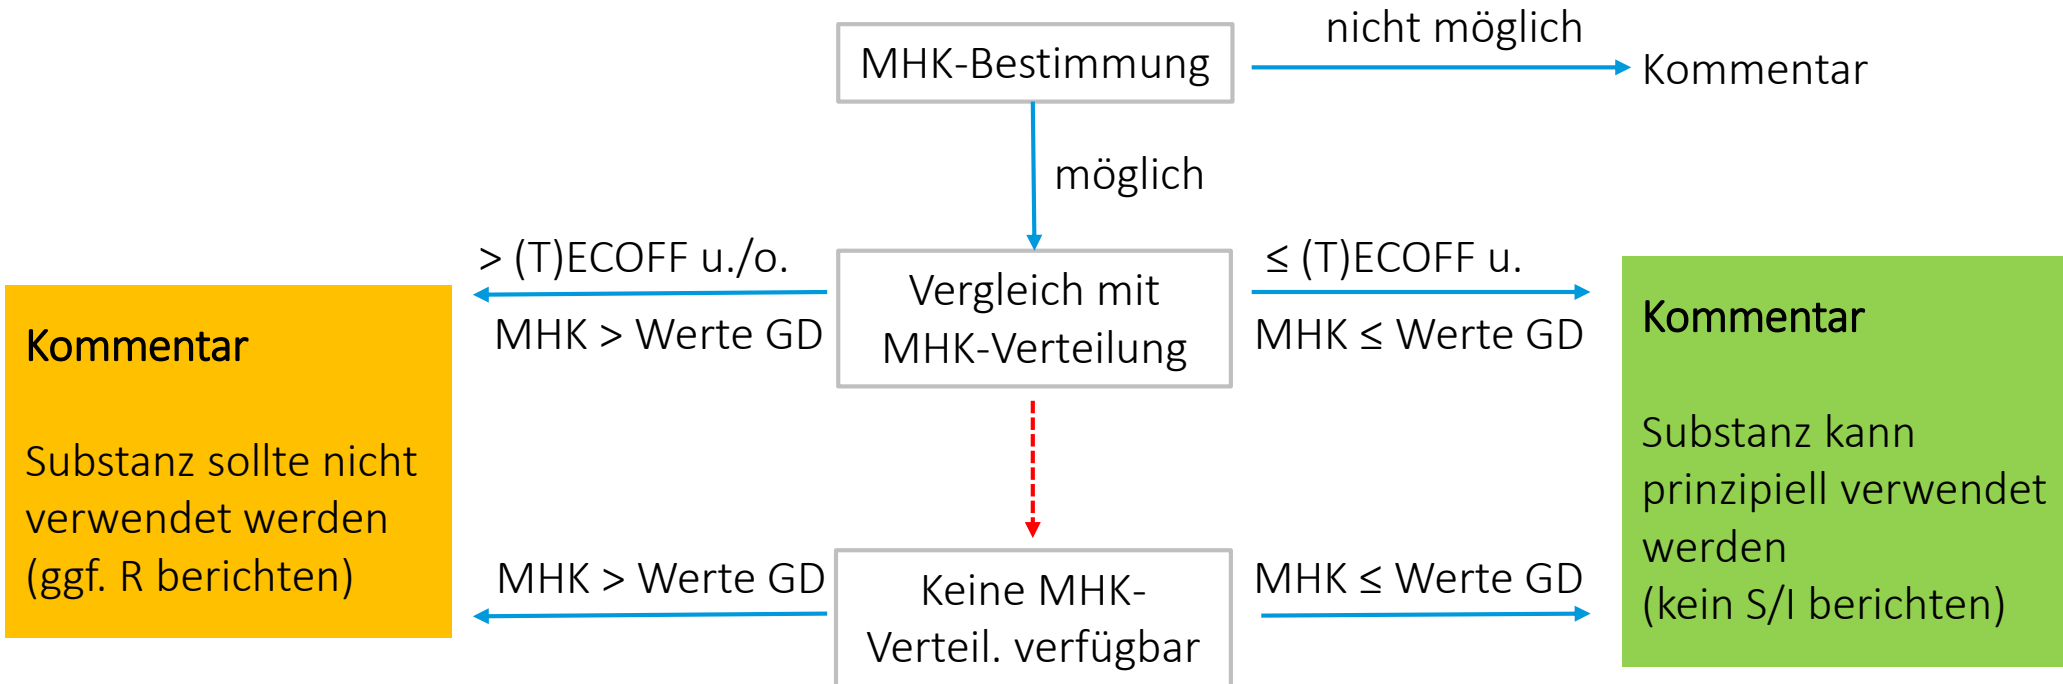 nicht möglich
MHK-Bestimmung
Kommentar
möglich
> (T)ECOFF u./o.
MHK > Werte GD
Vergleich mit
MHK-Verteilung
≤ (T)ECOFF u.
MHK ≤ Werte GD
Kommentar
Substanz sollte nicht
verwendet werden
(ggf. R berichten)
Kommentar
Substanz kann
prinzipiell verwendet
werden
(kein S/I berichten)
MHK > Werte GD
Keine MHK-
Verteil. verfügbar
MHK ≤ Werte GD